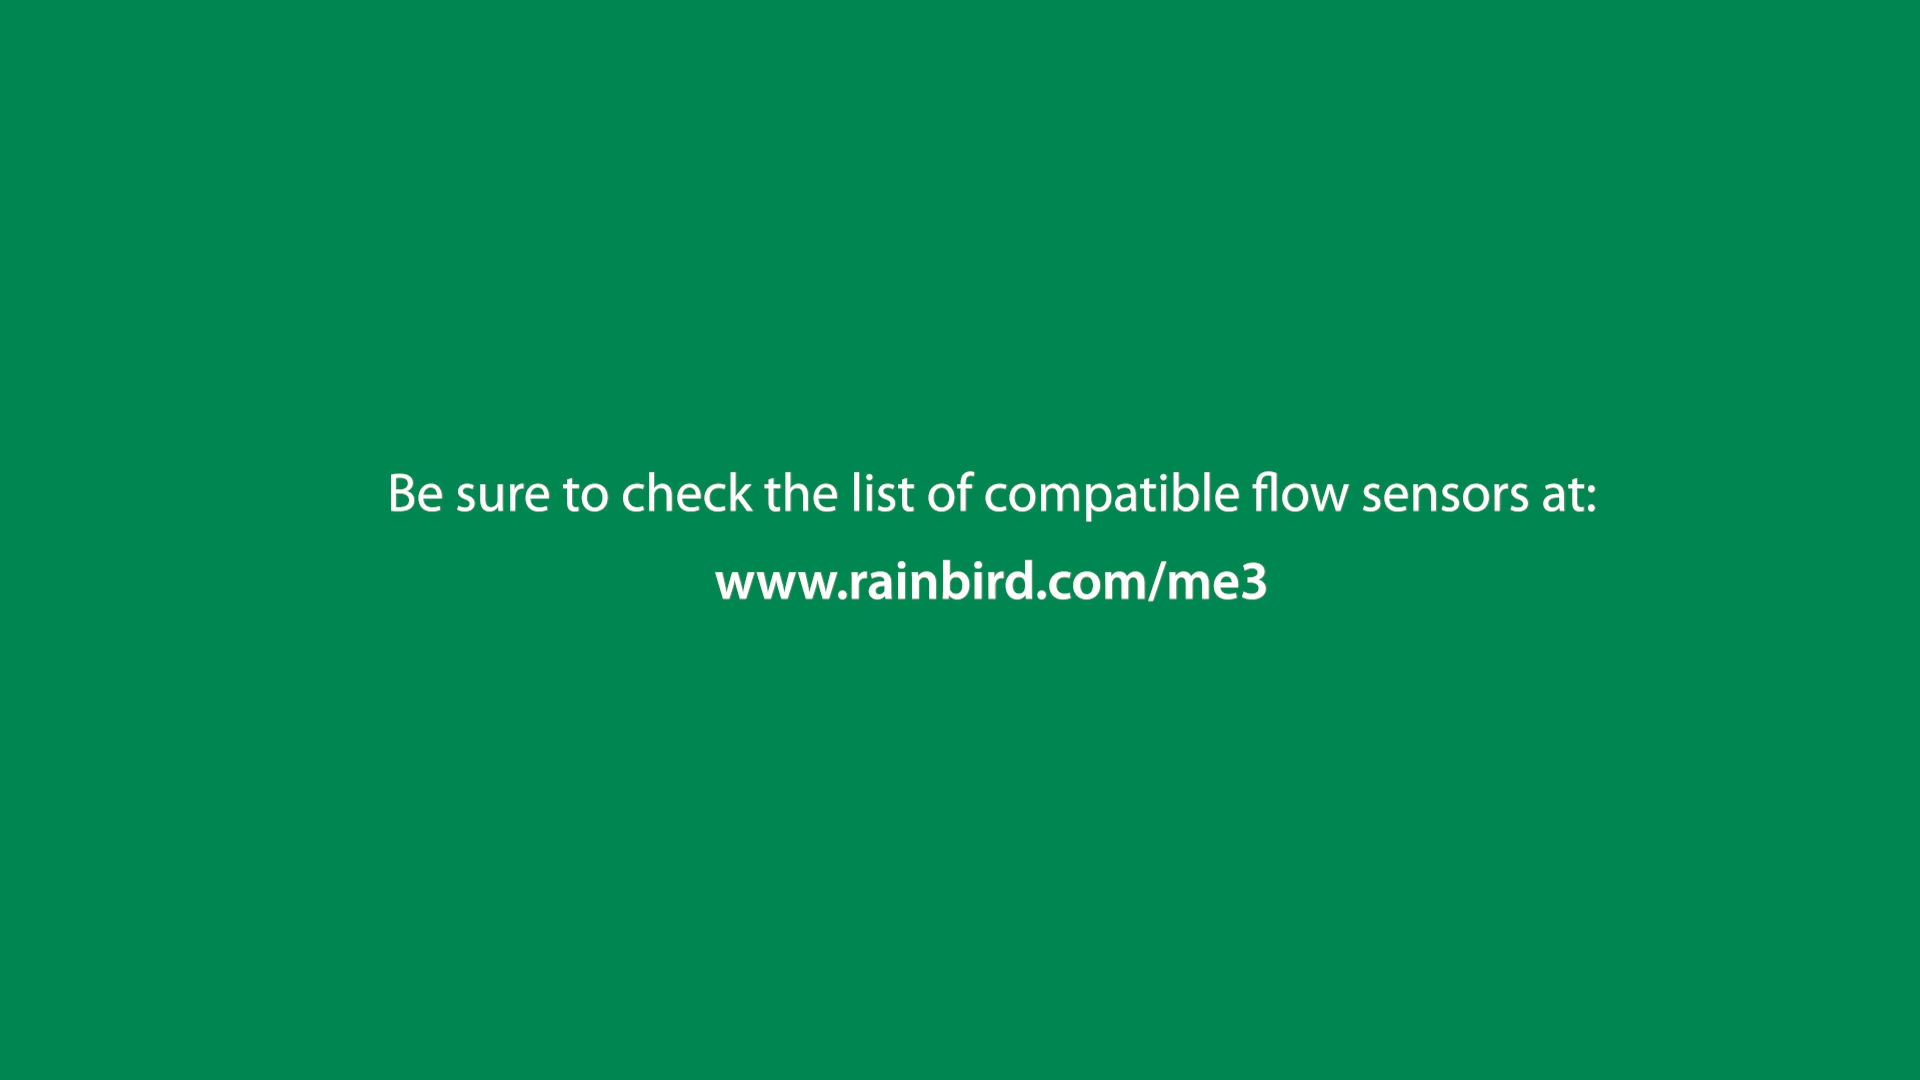 Be sure to check the list of compatible flow sensors at:
www.rainbird.com/me3